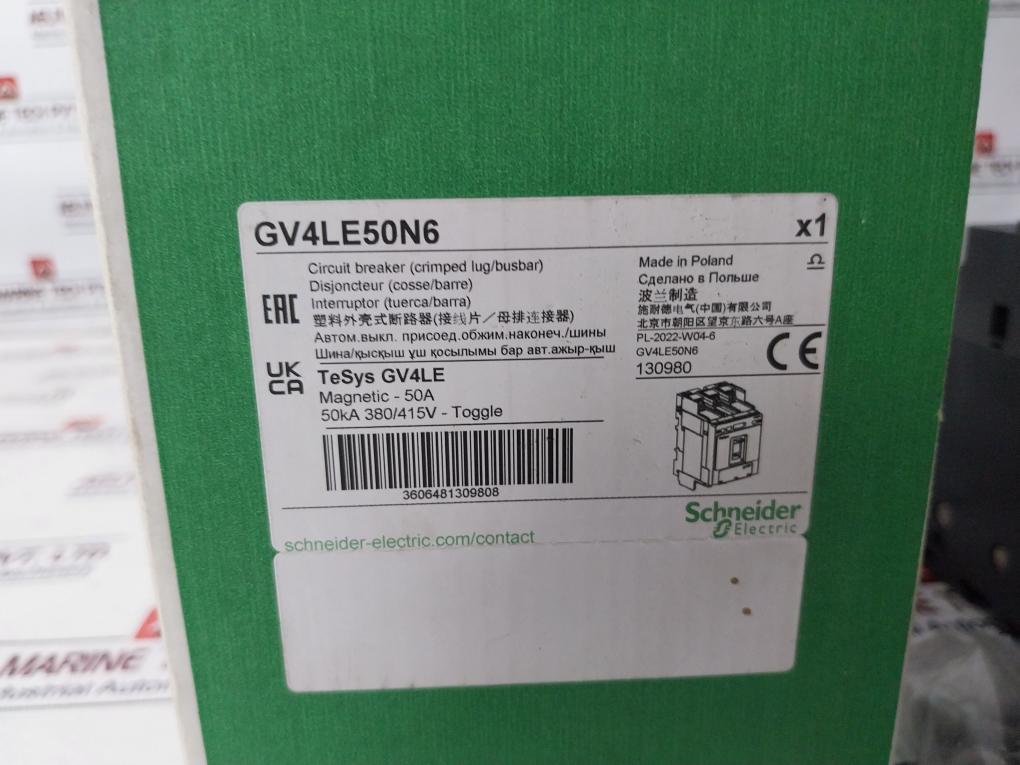 GV4LE50N6
x1
Circuit breaker (crimped lug/busbar)
Disjoncteur (cosse/barre)
Interruptor (tuerca/barra)
塑料外壳式断路器(接线片／母排连接器)
Автом.выкл. присоед.обжим.наконеч./шины
Шина/қысқыш ұш қосылымы бар авт.ажыр-қыш
EAC
UK
CA
TeSys GV4LE
Magnetic - 50A
50kA 380/415V - Toggle
3606481309808
Made in Poland
Сделано в Польше
波兰制造
施耐德电气(中国)有限公司
北京市朝阳区望京东路六号A座
PL-2022-W04-6
GV4LE50N6
130980
CE
Schneider
Electric
schneider-electric.com/contact
MARINE